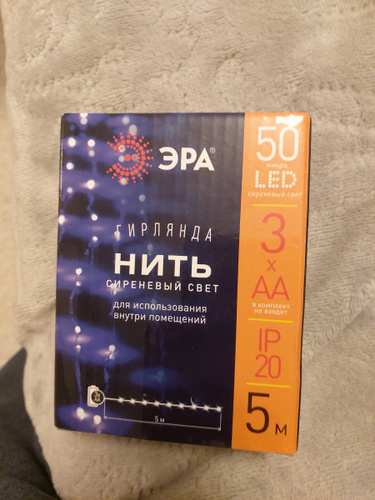 ЭРА®
ГИРЛЯНДА
НИТЬ
СИРЕНЕВЫЙ СВЕТ
для использования
внутри помещений
5 м
50
микро
LED
сиреневый свет
3
x
AA
в комплект
не входят
IP
20
5 м